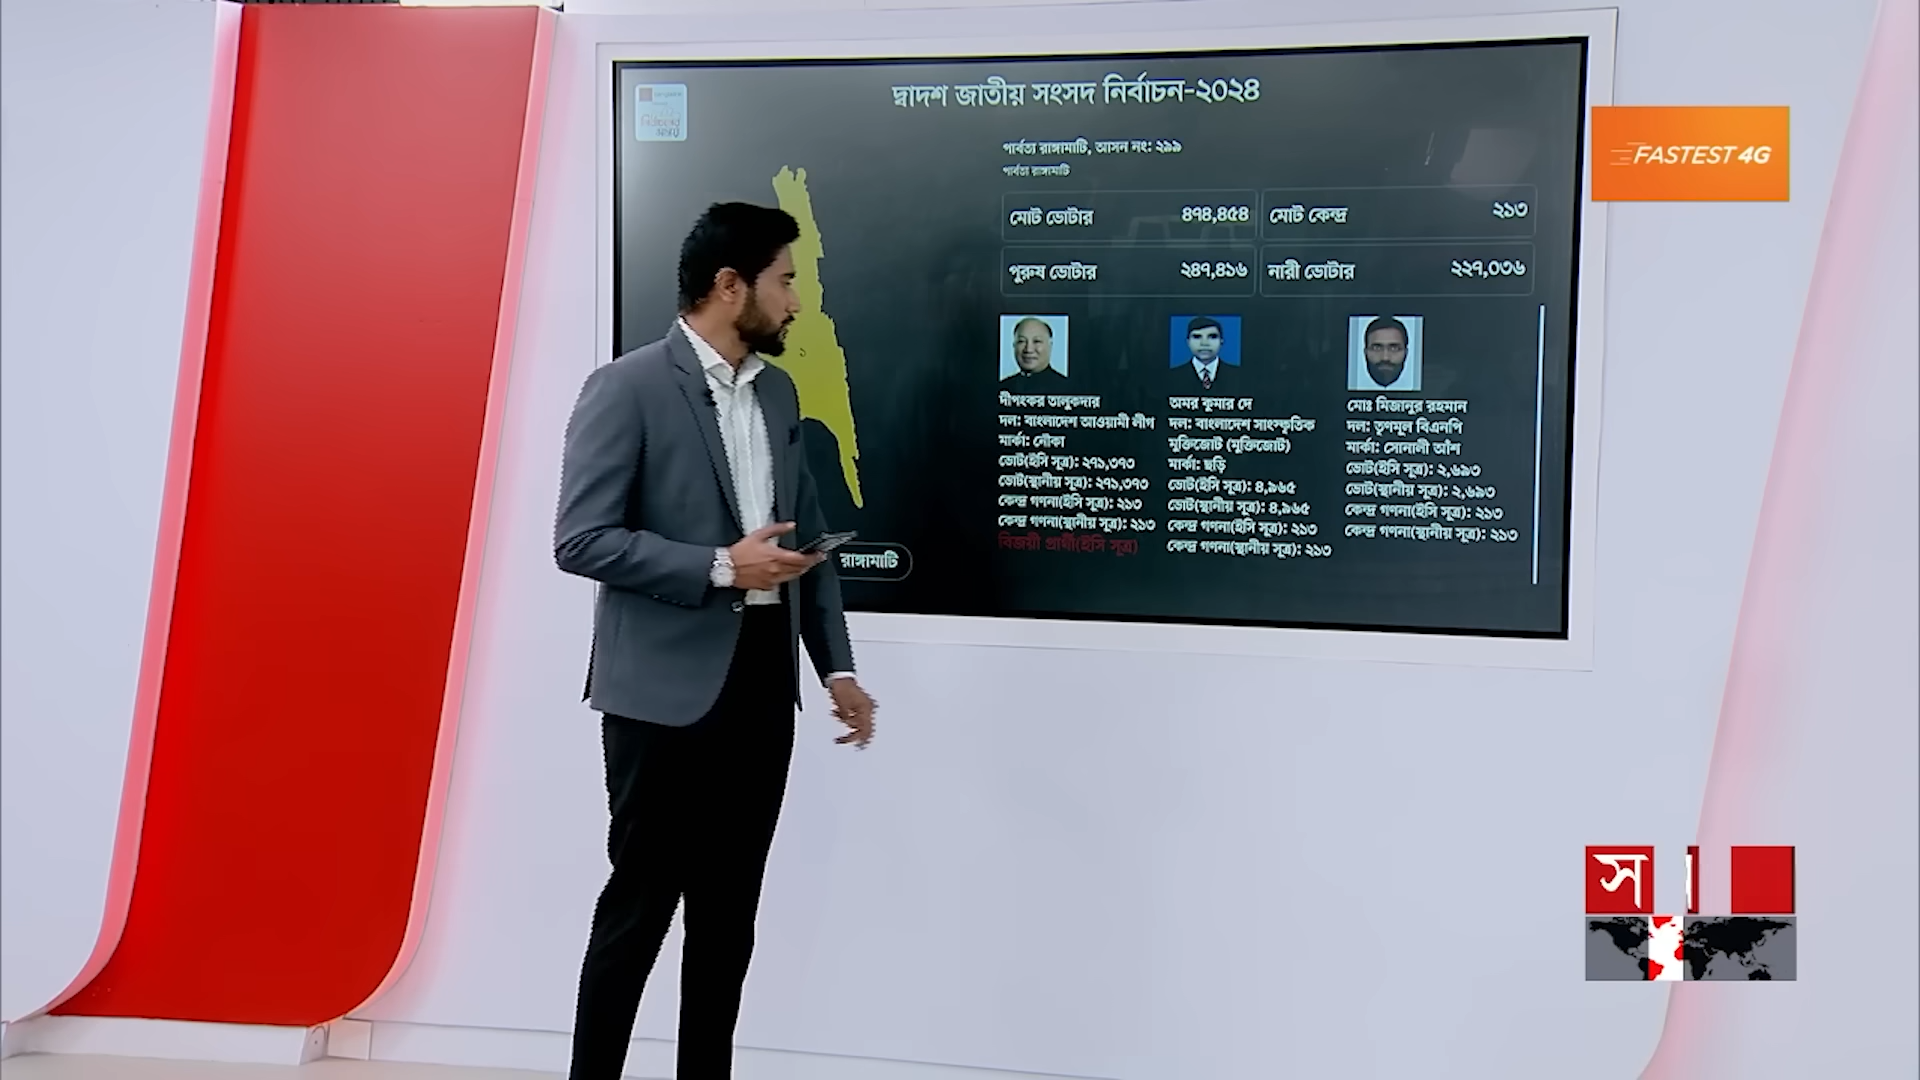 দ্বাদশ জাতীয় সংসদ নির্বাচন-২০২৪
পার্বত্য রাঙ্গামাটি, আসন নং: ২৯৯
পার্বত্য রাঙ্গামাটি
মোট ভোটার ৪৭৪,৪৫৪ মোট কেন্দ্র ২১৩
পুরুষ ভোটার ২৪৭,৪১৬ নারী ভোটার ২২৭,০৩৬
দীপংকর তালুকদার
দল: বাংলাদেশ আওয়ামী লীগ
মার্কা: নৌকা
ভোট(ইসি সূত্র): ২৭১,৩৭৩
ভোট(স্থানীয় সূত্র): ২৭১,৩৭৩
কেন্দ্র গণনা(ইসি সূত্র): ২১৩
কেন্দ্র গণনা(স্থানীয় সূত্র): ২১৩
বিজয়ী প্রার্থী(ইসি সূত্র)
অমর কুমার দে
দল: বাংলাদেশ সাংস্কৃতিক
মুক্তিজোট (মুক্তিজোট)
মার্কা: ছড়ি
ভোট(ইসি সূত্র): ৪,৯৬৫
ভোট(স্থানীয় সূত্র): ৪,৯৬৫
কেন্দ্র গণনা(ইসি সূত্র): ২১৩
কেন্দ্র গণনা(স্থানীয় সূত্র): ২১৩
মোঃ মিজানুর রহমান
দল: তৃণমূল বিএনপি
মার্কা: সোনালী আঁশ
ভোট(ইসি সূত্র): ২,৬৯৩
ভোট(স্থানীয় সূত্র): ২,৬৯৩
কেন্দ্র গণনা(ইসি সূত্র): ২১৩
কেন্দ্র গণনা(স্থানীয় সূত্র): ২১৩
১
রাঙ্গামাটি
FASTEST 4G
স